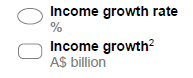 Income growth rate
%
Income growth²
A$ billion